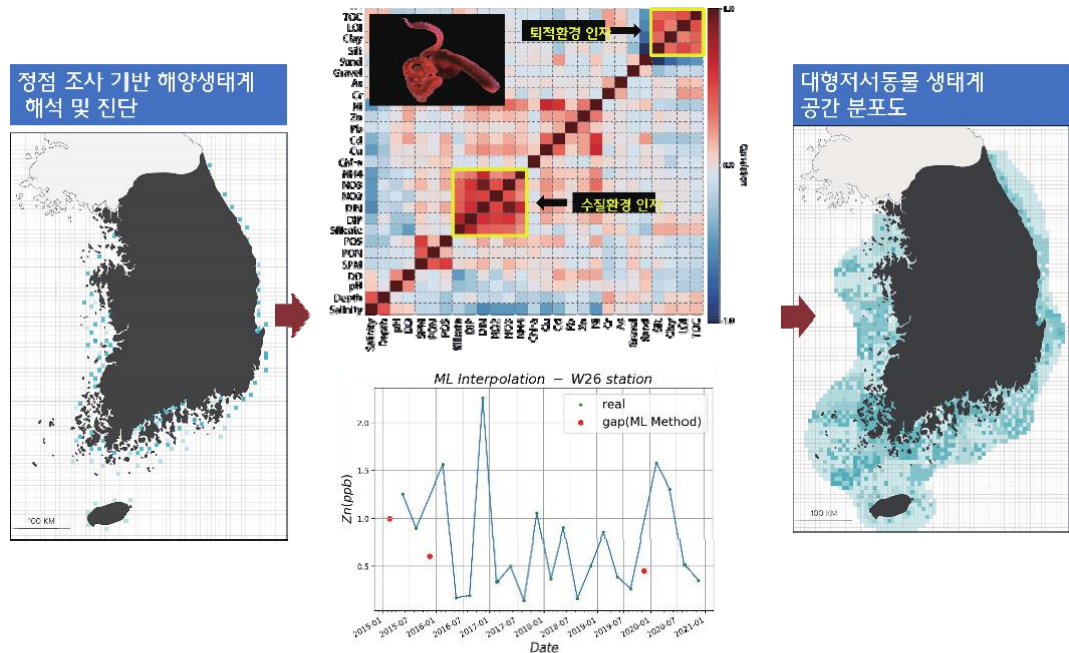 정점 조사 기반 해양생태계
해석 및 진단
100 KM
TOC
LOI
Clay
Silt
Sand
Gravel
As
Cr
Ni
Zn
Pb
Cd
Cu
Chl-a
NH4
NO3
NO2
DIN
DIP
Silicate
POS
PON
SPM
DO
pH
Depth
Salinity
퇴적환경 인자
수질환경 인자
Salinity
Depth
pH
DO
SPM
PON
POS
Silicate
DIP
DIN
NO2
NO3
NH4
Chl-a
Cu
Cd
Pb
Zn
Ni
Cr
As
Gravel
Sand
Silt
Clay
LOI
TOC
Correlation
ML Interpolation − W26 station
real
gap(ML Method)
Zn(ppb)
2.0
1.5
1.0
0.5
2015-01
2015-07
2016-01
2016-07
2017-01
2017-07
2018-01
2018-07
2019-01
2019-07
2020-01
2020-07
2021-01
Date
대형저서동물 생태계
공간 분포도
100 KM